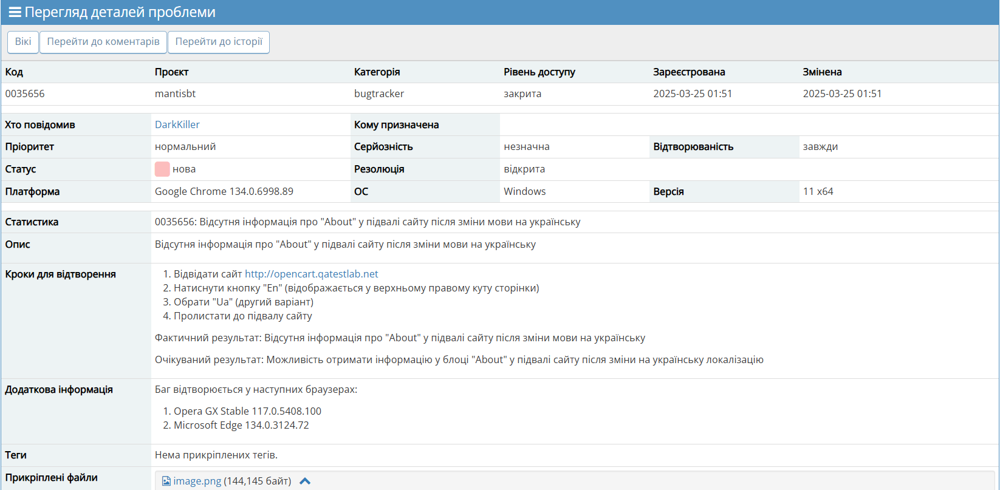 Перегляд деталей проблеми
Вікі Перейти до коментарів Перейти до історії
Код Проєкт Категорія Рівень доступу Зареєстрована Змінена
0035656 mantisbt bugtracker закрита 2025-03-25 01:51 2025-03-25 01:51
Хто повідомив DarkKiller Кому призначена
Пріоритет нормальний Серйозність незначна Відтворюваність завжди
Статус нова Резолюція відкрита
Платформа Google Chrome 134.0.6998.89 ОС Windows Версія 11 x64
Статистика 0035656: Відсутня інформація про "About" у підвалі сайту після зміни мови на українську
Опис Відсутня інформація про "About" у підвалі сайту після зміни мови на українську
Кроки для відтворення 1. Відвідати сайт http://opencart.qatestlab.net
2. Натиснути кнопку "En" (відображається у верхньому правому куту сторінки)
3. Обрати "Ua" (другий варіант)
4. Пролистати до підвалу сайту
Фактичний результат: Відсутня інформація про "About" у підвалі сайту після зміни мови на українську
Очікуваний результат: Можливість отримати інформацію у блоці "About" у підвалі сайту після зміни на українську локалізацію
Додаткова інформація Баг відтворюється у наступних браузерах:
1. Opera GX Stable 117.0.5408.100
2. Microsoft Edge 134.0.3124.72
Теги Нема прикріплених тегів.
Прикріплені файли image.png (144,145 байт)